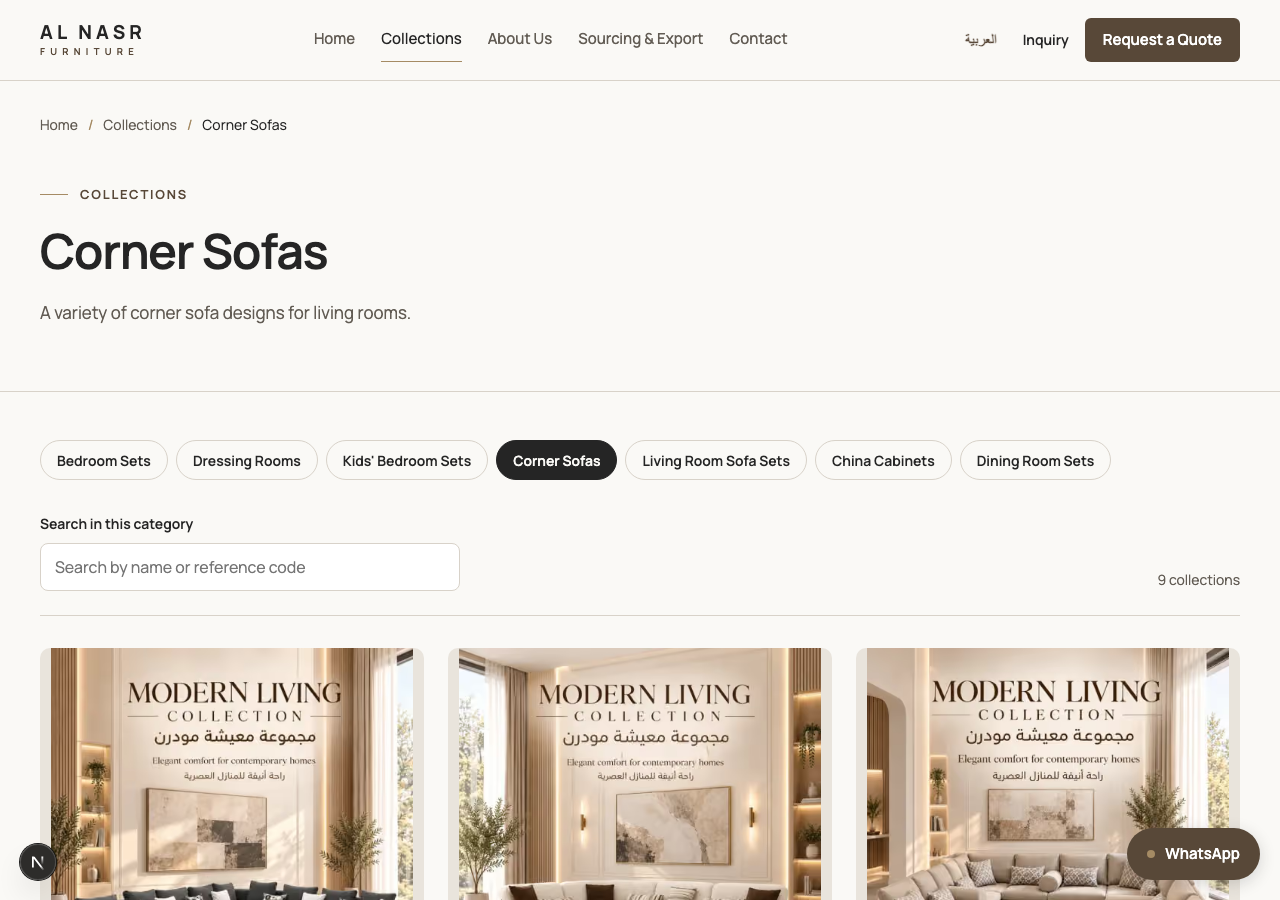 AL NASR
FURNITURE
Home
Collections
About Us
Sourcing & Export
Contact
العربية
Inquiry
Request a Quote
Home / Collections / Corner Sofas
COLLECTIONS
Corner Sofas
A variety of corner sofa designs for living rooms.
Bedroom Sets
Dressing Rooms
Kids' Bedroom Sets
Corner Sofas
Living Room Sofa Sets
China Cabinets
Dining Room Sets
Search in this category
Search by name or reference code
9 collections
MODERN LIVING
COLLECTION
مجموعة معيشة مودرن
Elegant comfort for contemporary homes
راحة أنيقة للمنازل العصرية
MODERN LIVING
COLLECTION
مجموعة معيشة مودرن
Elegant comfort for contemporary homes
راحة أنيقة للمنازل العصرية
MODERN LIVING
COLLECTION
مجموعة معيشة مودرن
Elegant comfort for contemporary homes
راحة أنيقة للمنازل العصرية
N
WhatsApp